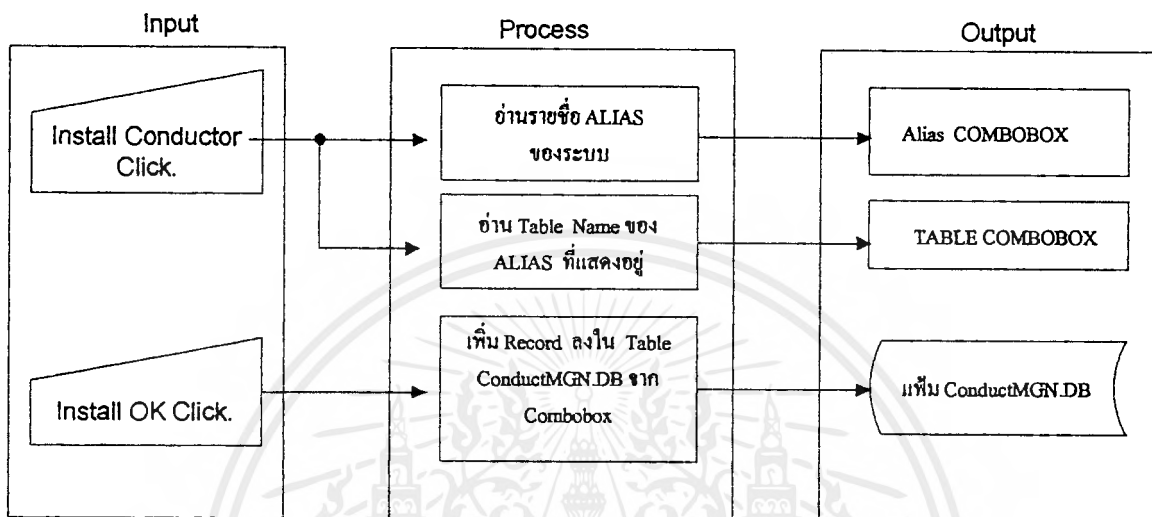 Input
Process
Output
Install Conductor
Click.
อ่านรายชื่อ ALIAS
ของระบบ
Alias COMBOBOX
อ่าน Table Name ของ
ALIAS ที่แสดงอยู่
TABLE COMBOBOX
Install OK Click.
เพิ่ม Record ลงใน Table
ConductMGN.DB จาก
Combobox
แฟ้ม ConductMGN.DB